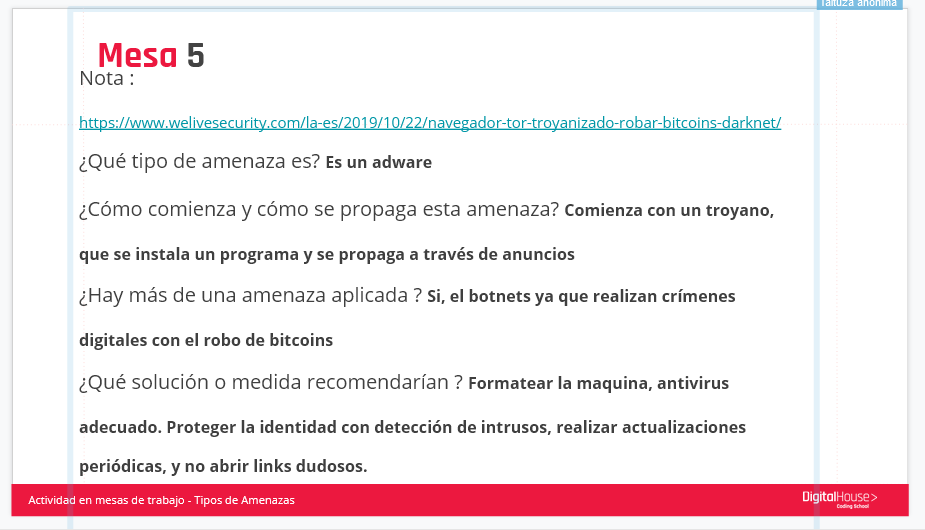 Taltuza anónima
Mesa 5
Nota :
https://www.welivesecurity.com/la-es/2019/10/22/navegador-tor-troyanizado-robar-bitcoins-darknet/
¿Qué tipo de amenaza es? Es un adware
¿Cómo comienza y cómo se propaga esta amenaza? Comienza con un troyano,
que se instala un programa y se propaga a través de anuncios
¿Hay más de una amenaza aplicada ? Si, el botnets ya que realizan crímenes
digitales con el robo de bitcoins
¿Qué solución o medida recomendarían ? Formatear la maquina, antivirus
adecuado. Proteger la identidad con detección de intrusos, realizar actualizaciones
periódicas, y no abrir links dudosos.
Actividad en mesas de trabajo - Tipos de Amenazas
DigitalHouse>
Coding School